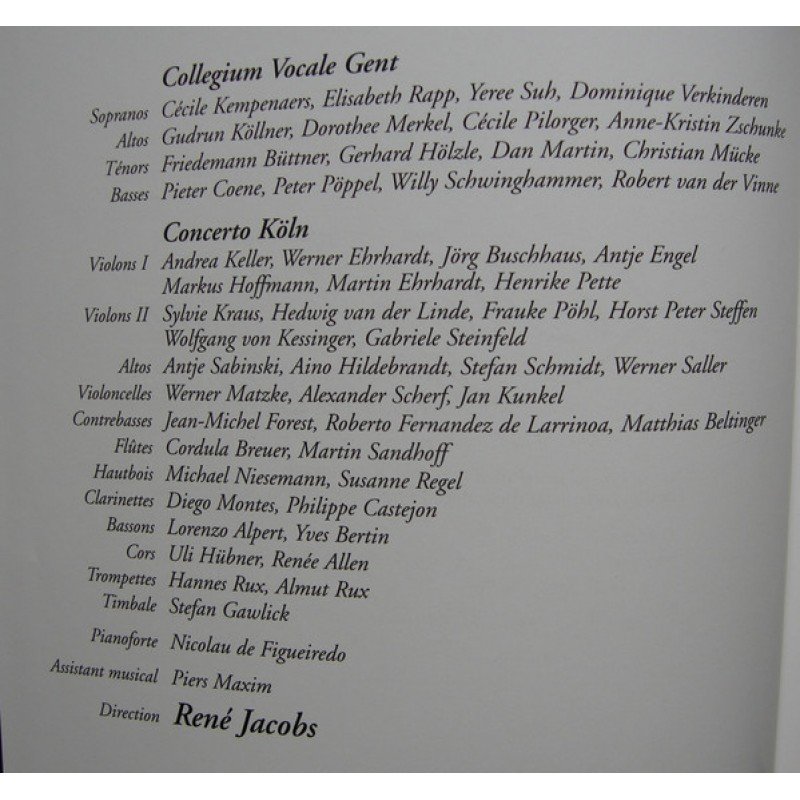 Collegium Vocale Gent
Sopranos Cécile Kempenaers, Elisabeth Rapp, Yeree Suh, Dominique Verkinderen
Altos Gudrun Köllner, Dorothee Merkel, Cécile Pilorger, Anne-Kristin Zschunke
Ténors Friedemann Büttner, Gerhard Hölzle, Dan Martin, Christian Mücke
Basses Pieter Coene, Peter Pöppel, Willy Schwinghammer, Robert van der Vinne
Concerto Köln
Violons I Andrea Keller, Werner Ehrhardt, Jörg Buschhaus, Antje Engel
Markus Hoffmann, Martin Ehrhardt, Henrike Pette
Violons II Sylvie Kraus, Hedwig van der Linde, Frauke Pöhl, Horst Peter Steffen
Wolfgang von Kessinger, Gabriele Steinfeld
Altos Antje Sabinski, Aino Hildebrandt, Stefan Schmidt, Werner Saller
Violoncelles Werner Matzke, Alexander Scherf, Jan Kunkel
Contrebasses Jean-Michel Forest, Roberto Fernandez de Larrinoa, Matthias Beltinger
Flûtes Cordula Breuer, Martin Sandhoff
Hautbois Michael Niesemann, Susanne Regel
Clarinettes Diego Montes, Philippe Castejon
Bassons Lorenzo Alpert, Yves Bertin
Cors Uli Hübner, Renée Allen
Trompettes Hannes Rux, Almut Rux
Timbale Stefan Gawlick
Pianoforte Nicolau de Figueiredo
Assistant musical Piers Maxim
Direction René Jacobs